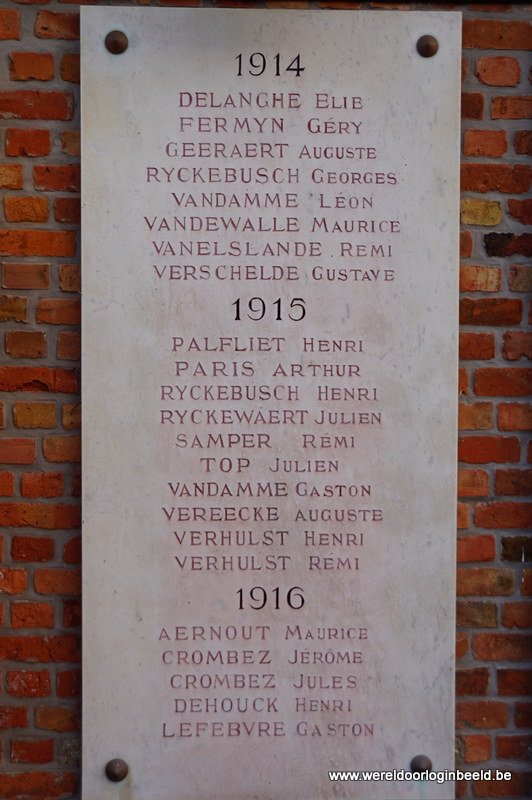 1914
DELANGHE ELIE
FERMYN GÉRY
GEERAERT AUGUSTE
RYCKEBUSCH GEORGES
VANDAMME LÉON
VANDEWALLE MAURICE
VANELSLANDE REMI
VERSCHELDE GUSTAVE
1915
PALFLIET HENRI
PARIS ARTHUR
RYCKEBUSCH HENRI
RYCKEWAERT JULIEN
SAMPER RÉMI
TOP JULIEN
VANDAMME GASTON
VEREECKE AUGUSTE
VERHULST HENRI
VERHULST REMI
1916
AERNOUT MAURICE
CROMBEZ JÉRÔME
CROMBEZ JULES
DEHOUCK HENRI
LEFEBVRE GASTON
www.wereldoorloginbeeld.be